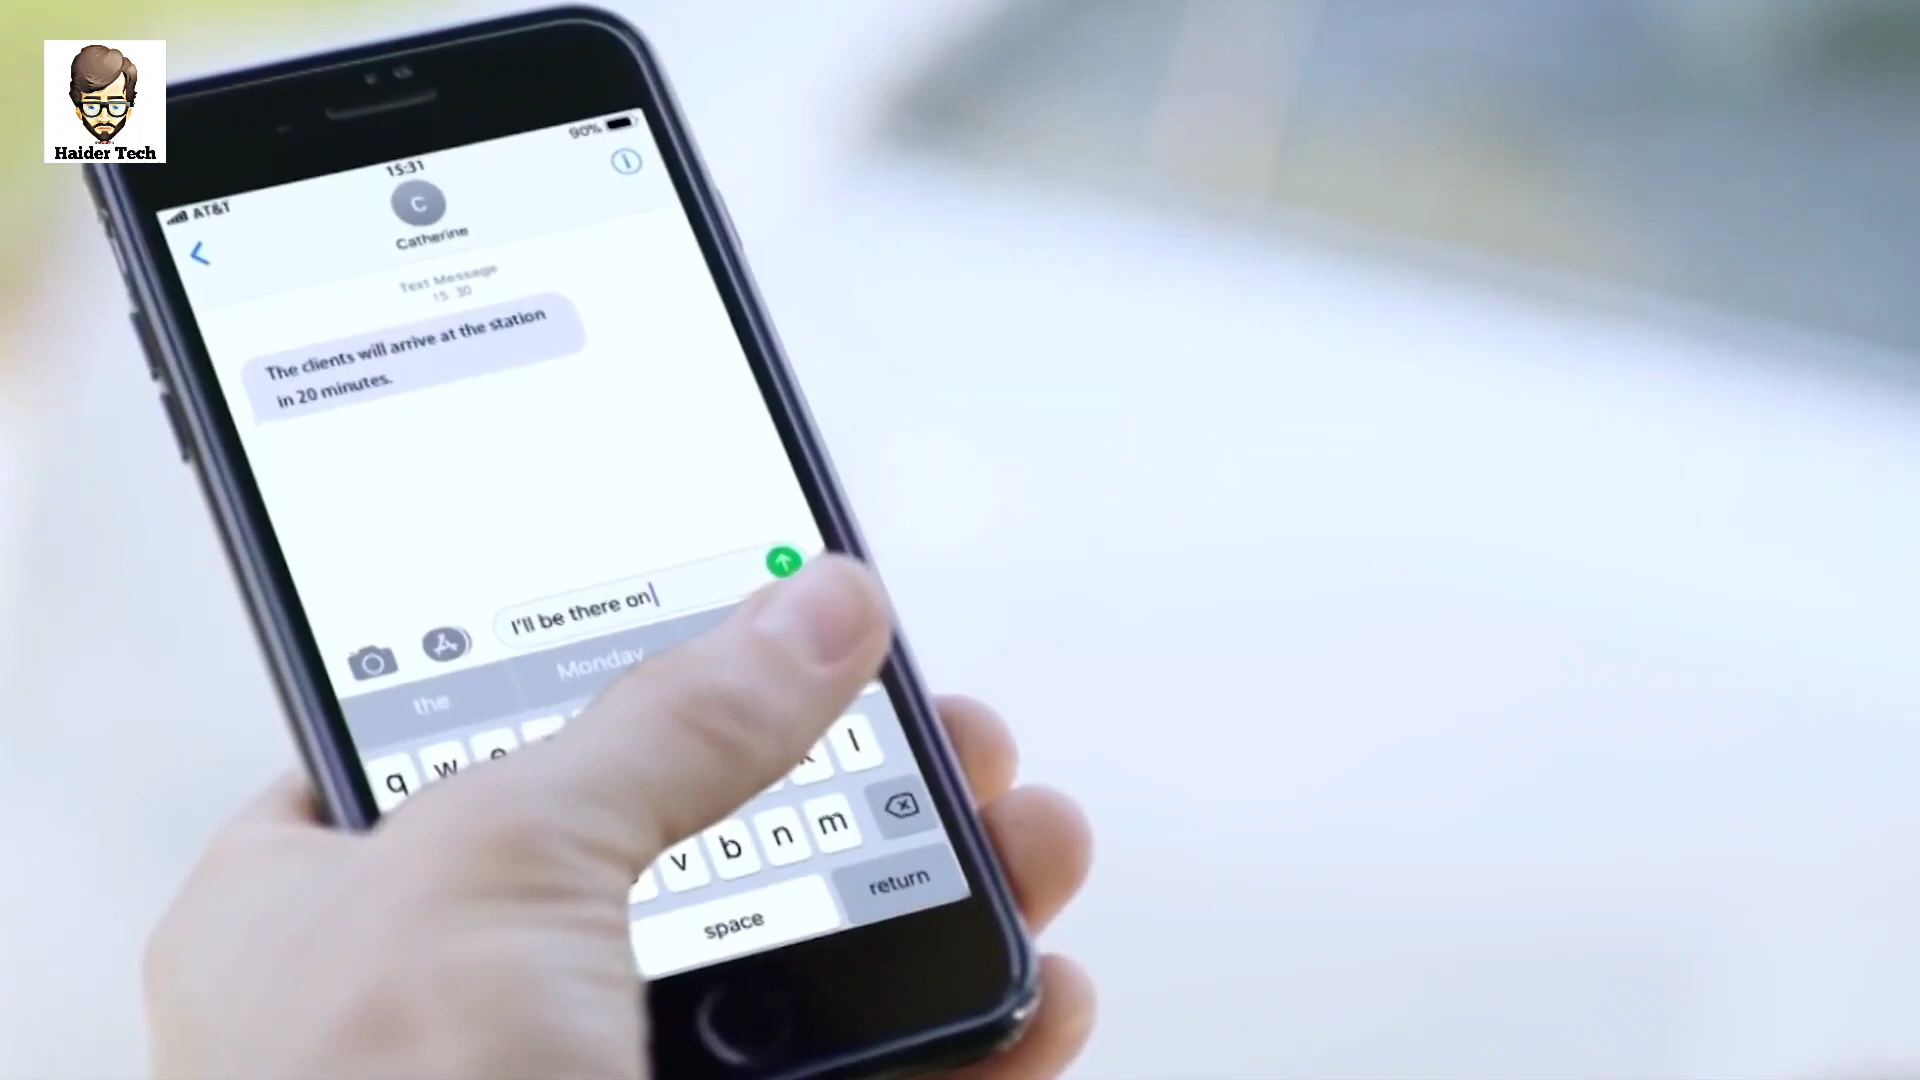 Haider Tech
AT&T
15:31
90%
C
Catherine
Text Message
15:30
The clients will arrive at the station
in 20 minutes.
I'll be there on
the
Monday
q w e
k l
v b n m
space
return